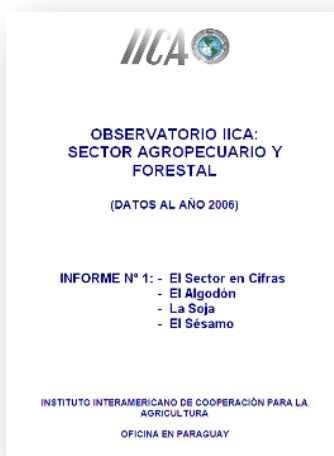 IICA
OBSERVATORIO IICA:
SECTOR AGROPECUARIO Y
FORESTAL
(DATOS AL AÑO 2006)
INFORME N° 1: - El Sector en Cifras
- El Algodón
- La Soja
- El Sésamo
INSTITUTO INTERAMERICANO DE COOPERACIÓN PARA LA
AGRICULTURA
OFICINA EN PARAGUAY